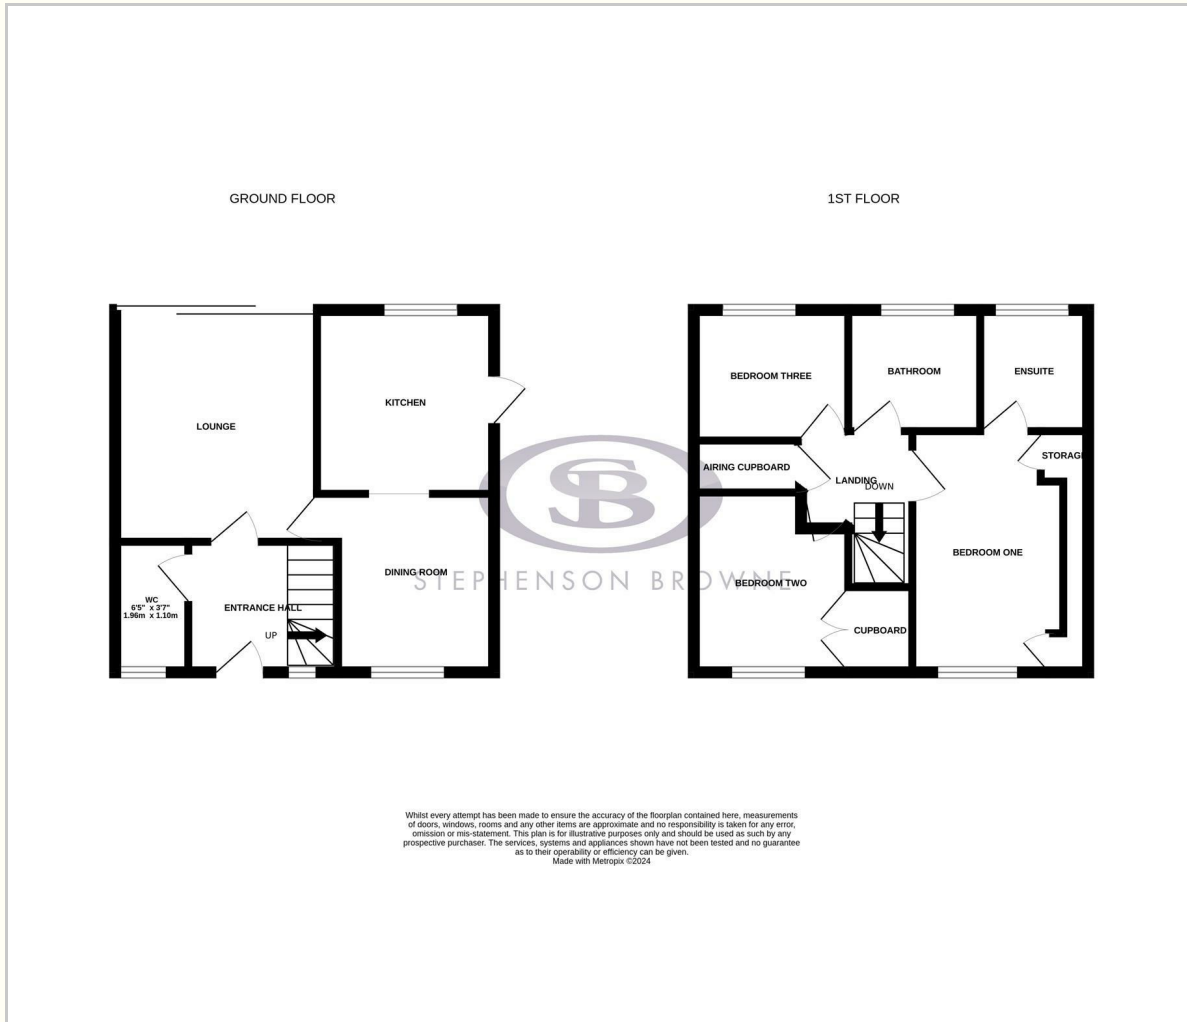 GROUND FLOOR
1ST FLOOR
LOUNGE
KITCHEN
DINING ROOM
WC
6'5" x 3'7"
1.96m x 1.10m
ENTRANCE HALL
UP
BEDROOM THREE
BATHROOM
ENSUITE
AIRING CUPBOARD
LANDING
DOWN
STORAGE
BEDROOM ONE
BEDROOM TWO
CUPBOARD
SB
STEPHENSON BROWNE
Whilst every attempt has been made to ensure the accuracy of the floorplan contained here, measurements
of doors, windows, rooms and any other items are approximate and no responsibility is taken for any error,
omission or mis-statement. This plan is for illustrative purposes only and should be used as such by any
prospective purchaser. The services, systems and appliances shown have not been tested and no guarantee
as to their operability or efficiency can be given.
Made with Metropix ©2024